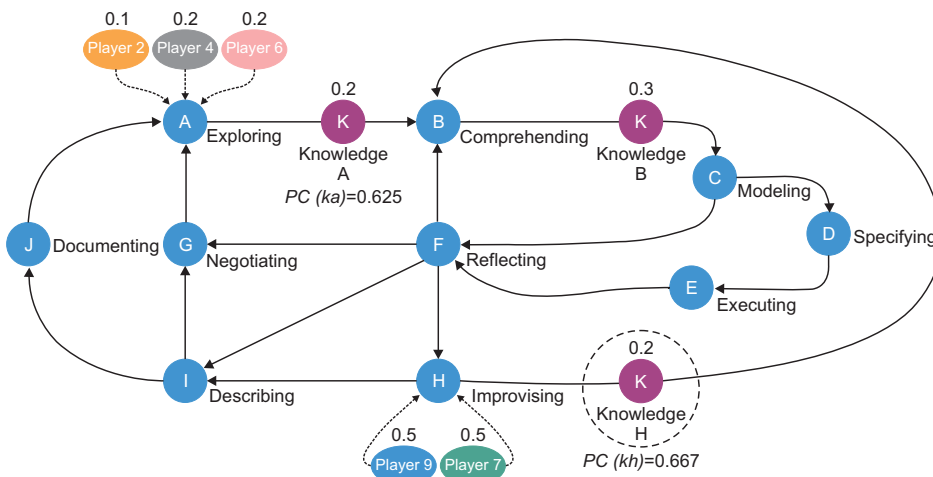 0.1 0.2 0.2
Player 2 Player 4 Player 6
0.2 0.3
A K B K
Exploring Comprehending
Knowledge
A
Knowledge
B
PC (ka)=0.625
C
Modeling
D
Specifying
J Documenting G F
Negotiating Reflecting
E
Executing
0.2
I H K
Describing Improvising
Knowledge
H
0.5 0.5
Player 9 Player 7
PC (kh)=0.667